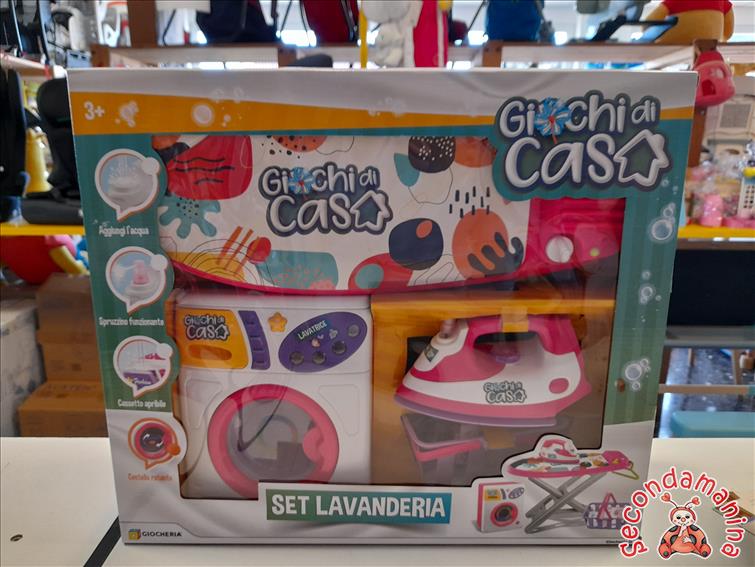 3+
Giochi di
Casa
Giochi di
Casa
Aggiungi l'acqua
Spruzzino funzionante
Cassetto apribile
Cestello rotante
Giochi di
Casa
LAVATRICE
Giochi di
Casa
SET LAVANDERIA
GIOCHERIA
secondamanina